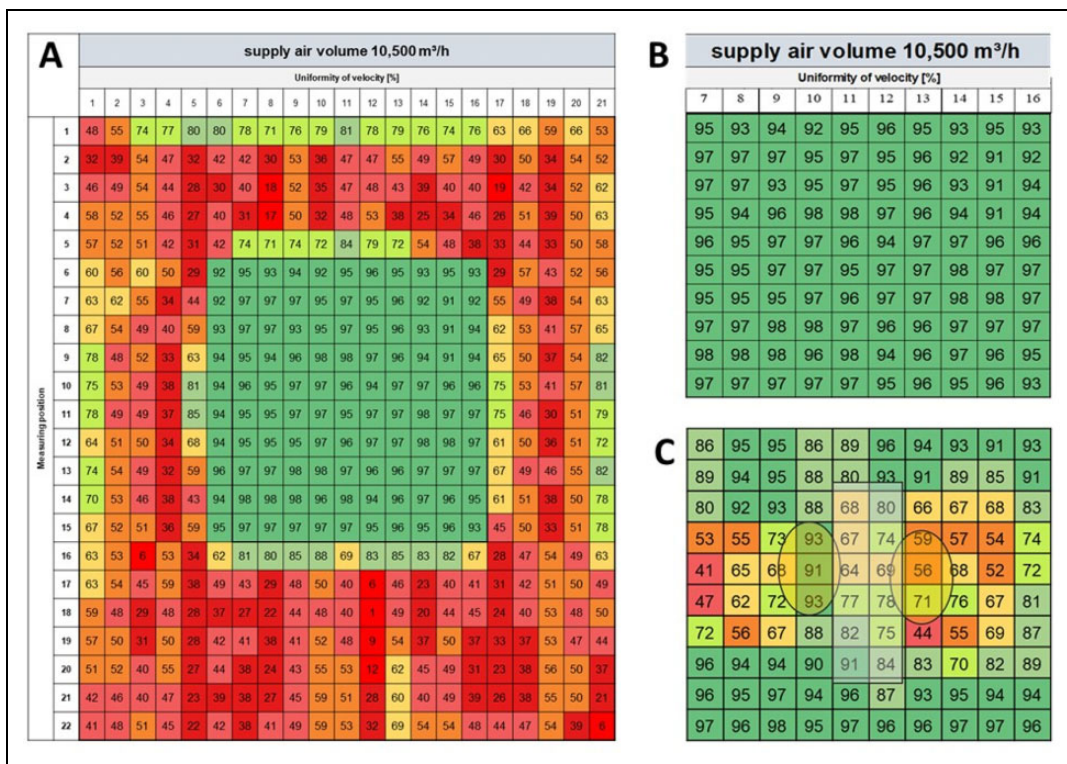 A
supply air volume 10,500 m³/h
Uniformity of velocity [%]
1 2 3 4 5 6 7 8 9 10 11 12 13 14 15 16 17 18 19 20 21
Measuring position
1 48 55 74 77 80 80 78 71 76 79 81 78 79 76 74 76 63 66 59 66 53
2 32 39 54 47 32 42 42 30 53 36 47 47 55 49 57 49 30 50 34 54 52
3 46 49 54 44 28 30 40 18 52 35 47 48 43 39 40 40 19 42 34 52 62
4 58 52 55 46 27 40 31 17 50 32 48 53 38 25 34 46 26 51 39 50 63
5 57 52 51 42 31 42 74 71 74 72 84 79 72 54 48 38 33 44 33 50 58
6 60 56 60 50 29 92 95 93 94 92 95 96 95 93 95 93 29 57 43 52 56
7 63 62 55 34 44 92 97 97 97 95 97 95 96 92 91 92 55 49 38 54 63
8 67 54 49 40 59 93 97 97 93 95 97 95 96 93 91 94 62 53 41 57 65
9 78 48 52 33 63 94 95 94 96 98 98 97 96 94 91 94 65 50 37 54 82
10 75 53 49 38 81 94 96 95 97 97 96 94 97 97 96 96 75 53 41 57 81
11 78 49 49 37 85 94 95 95 97 97 95 97 97 98 97 97 75 46 30 51 79
12 64 51 50 34 68 94 95 95 95 97 96 97 97 98 98 97 61 50 36 51 72
13 74 54 49 32 59 96 97 97 98 98 97 96 96 97 97 97 67 49 46 55 82
14 70 53 46 38 43 94 98 98 98 96 98 94 96 96 96 95 61 51 38 50 78
15 67 52 51 36 59 95 97 97 97 97 97 95 96 95 96 93 45 50 33 51 78
16 63 53 6 53 34 62 81 80 85 88 69 83 85 83 82 67 28 47 54 49 63
17 63 54 45 59 38 49 43 29 48 50 40 6 46 23 40 41 31 42 51 50 49
18 59 48 29 48 28 37 27 22 44 48 40 1 49 20 44 45 24 40 53 48 50
19 57 50 31 50 28 42 41 38 41 52 48 9 54 37 50 37 33 37 53 47 44
20 51 52 40 55 27 44 38 24 43 55 53 12 62 45 49 31 23 38 56 50 37
21 42 46 40 47 23 39 38 27 45 55 51 28 60 40 49 39 26 38 55 50 21
22 41 48 51 45 22 42 38 41 49 59 53 32 69 54 54 48 44 47 54 39 6
B
supply air volume 10,500 m³/h
Uniformity of velocity [%]
7 8 9 10 11 12 13 14 15 16
95 93 94 92 95 96 95 93 95 93
97 97 97 95 97 95 96 92 91 92
97 97 93 95 97 95 96 93 91 94
95 94 96 98 98 97 96 94 91 94
96 95 97 97 96 94 97 97 96 96
95 95 97 97 95 97 97 98 97 97
95 95 95 97 96 97 97 98 98 97
97 97 98 98 97 96 96 97 97 97
98 98 98 96 98 94 96 96 96 95
97 97 97 97 97 95 96 95 96 93
C
86 95 95 86 89 96 94 93 91 93
89 94 95 88 80 93 91 89 85 91
80 92 93 88 68 80 66 67 68 83
53 55 73 93 67 74 59 57 54 74
41 65 63 91 64 69 56 68 52 72
47 62 72 93 77 78 71 76 67 81
72 56 67 88 82 75 44 55 69 87
96 94 94 90 91 84 83 70 82 89
96 95 97 94 96 87 93 95 94 94
97 96 98 95 97 96 96 97 97 96